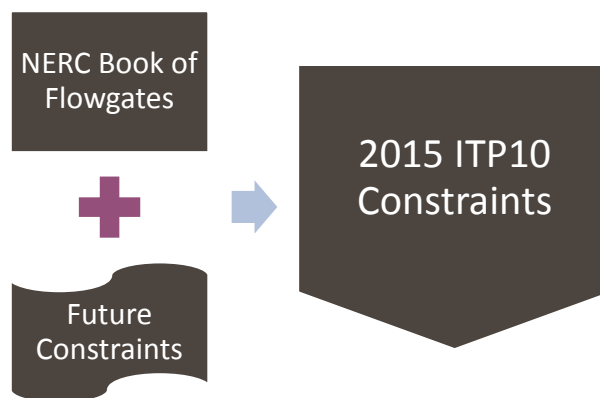 NERC Book of
Flowgates
Future
Constraints
2015 ITP10
Constraints